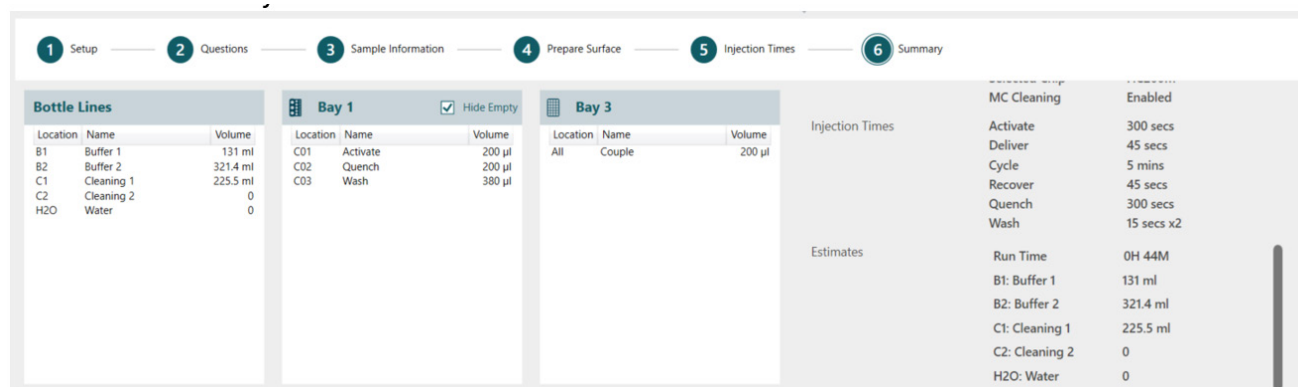 1 Setup 2 Questions 3 Sample Information 4 Prepare Surface 5 Injection Times 6 Summary
Bottle Lines
Location Name Volume
B1 Buffer 1 131 ml
B2 Buffer 2 321.4 ml
C1 Cleaning 1 225.5 ml
C2 Cleaning 2 0
H2O Water 0
Bay 1 Hide Empty
Location Name Volume
C01 Activate 200 µl
C02 Quench 200 µl
C03 Wash 380 µl
Bay 3
Location Name Volume
All Couple 200 µl
MC Cleaning Enabled
Injection Times
Activate 300 secs
Deliver 45 secs
Cycle 5 mins
Recover 45 secs
Quench 300 secs
Wash 15 secs x2
Estimates
Run Time 0H 44M
B1: Buffer 1 131 ml
B2: Buffer 2 321.4 ml
C1: Cleaning 1 225.5 ml
C2: Cleaning 2 0
H2O: Water 0